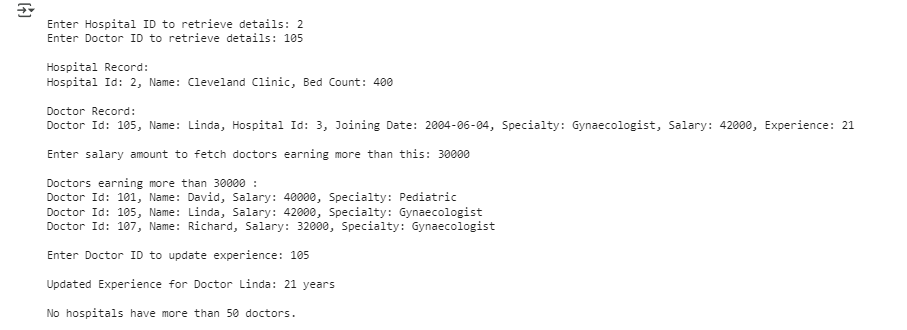 Enter Hospital ID to retrieve details: 2
Enter Doctor ID to retrieve details: 105
Hospital Record:
Hospital Id: 2, Name: Cleveland Clinic, Bed Count: 400
Doctor Record:
Doctor Id: 105, Name: Linda, Hospital Id: 3, Joining Date: 2004-06-04, Specialty: Gynaecologist, Salary: 42000, Experience: 21
Enter salary amount to fetch doctors earning more than this: 30000
Doctors earning more than 30000 :
Doctor Id: 101, Name: David, Salary: 40000, Specialty: Pediatric
Doctor Id: 105, Name: Linda, Salary: 42000, Specialty: Gynaecologist
Doctor Id: 107, Name: Richard, Salary: 32000, Specialty: Gynaecologist
Enter Doctor ID to update experience: 105
Updated Experience for Doctor Linda: 21 years
No hospitals have more than 50 doctors.